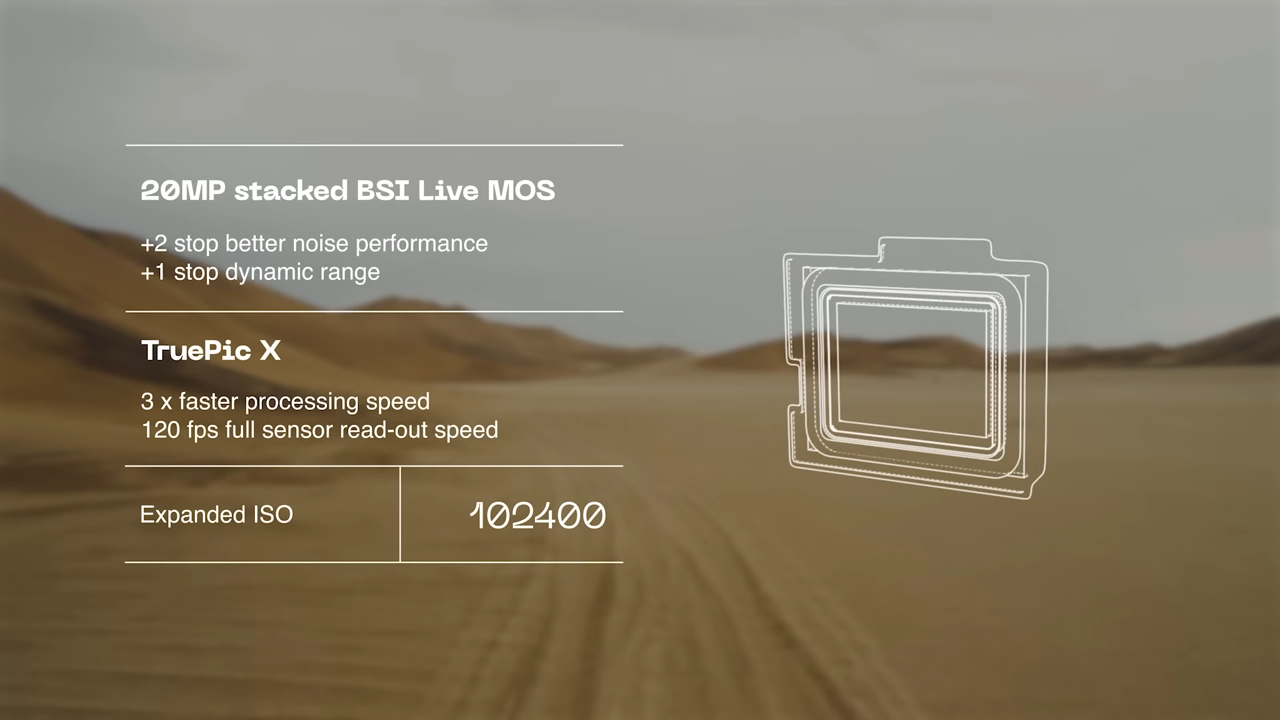 20MP stacked BSI Live MOS
+2 stop better noise performance
+1 stop dynamic range
TruePic X
3 x faster processing speed
120 fps full sensor read-out speed
Expanded ISO
102400